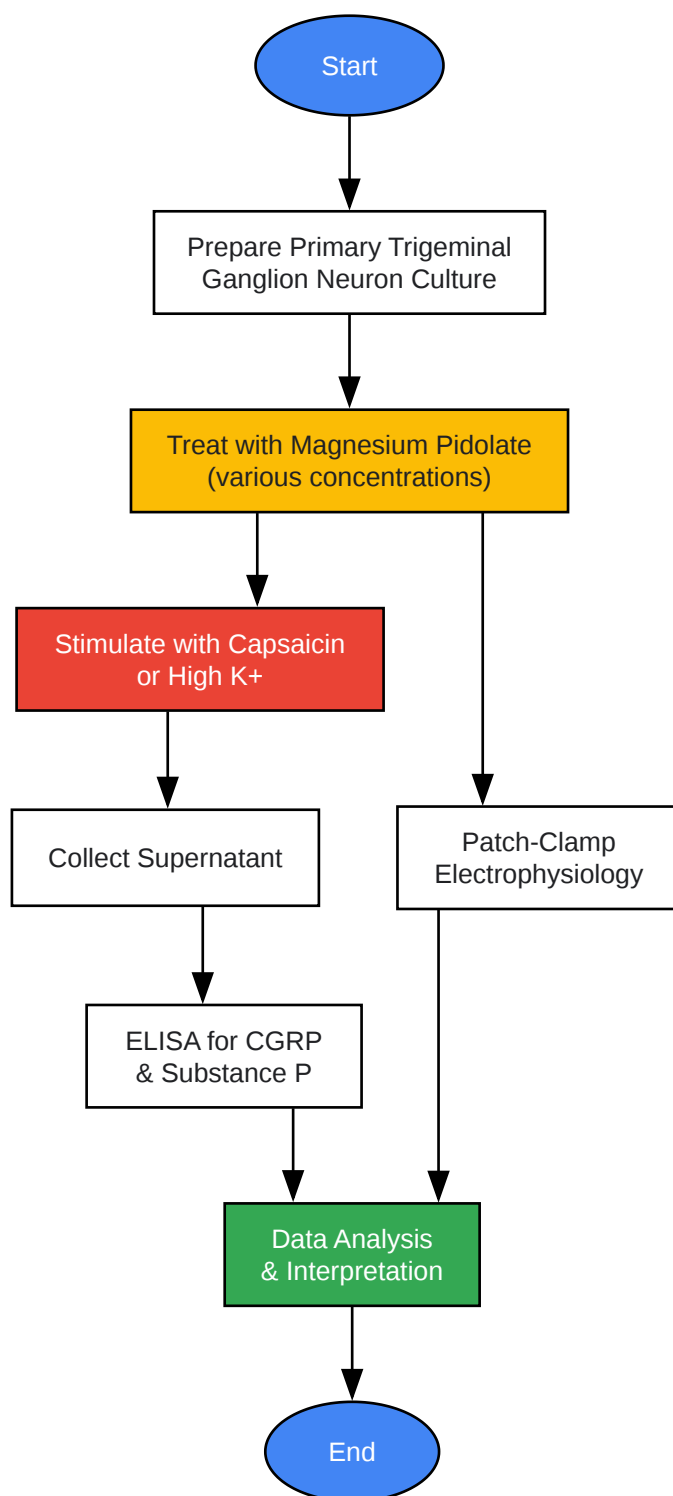 Start
Prepare Primary Trigeminal
Ganglion Neuron Culture
Treat with Magnesium Pidolate
(various concentrations)
Stimulate with Capsaicin
or High K+
Collect Supernatant
Patch-Clamp
Electrophysiology
ELISA for CGRP
& Substance P
Data Analysis
& Interpretation
End